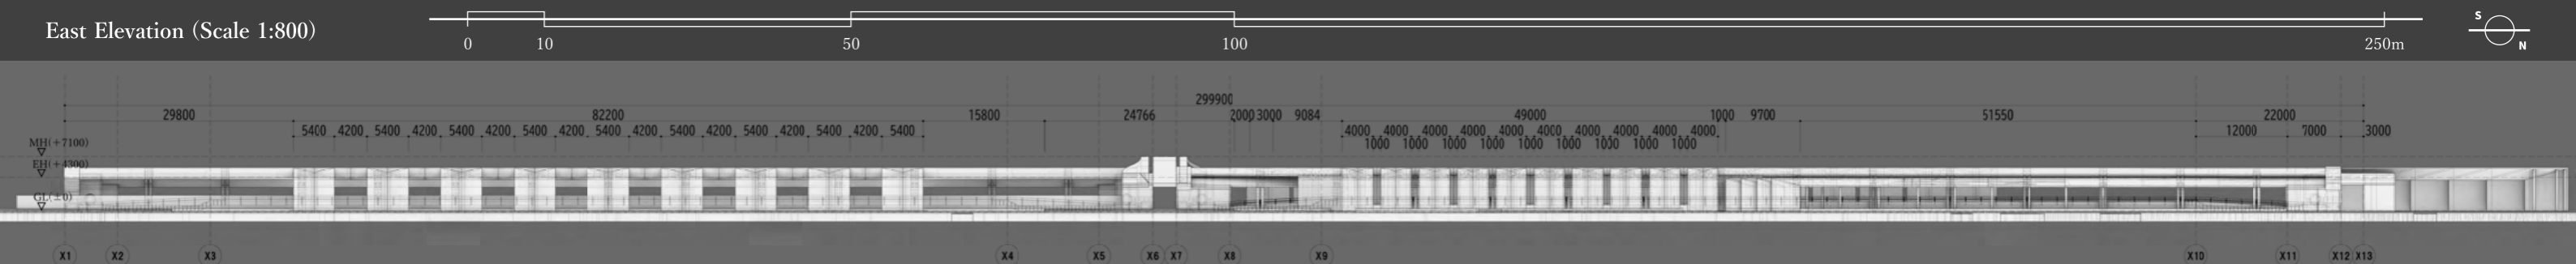 East Elevation (Scale 1:800)
0 10 50 100 250m
S
N
299900
29800 82200 15800 24766 2000 3000 9084 49000 1000 9700 51550 22000
5400 4200 5400 4200 5400 4200 5400 4200 5400 4200 5400 4200 5400 4200 5400 4200 5400 4000 4000 4000 4000 4000 4000 4000 4000 4000 4000 12000 7000 3000
1000 1000 1000 1000 1000 1000 1000 1000 1000
MH(+7100)
EH(+4300)
GL(±0)
X1 X2 X3 X4 X5 X6 X7 X8 X9 X10 X11 X12 X13